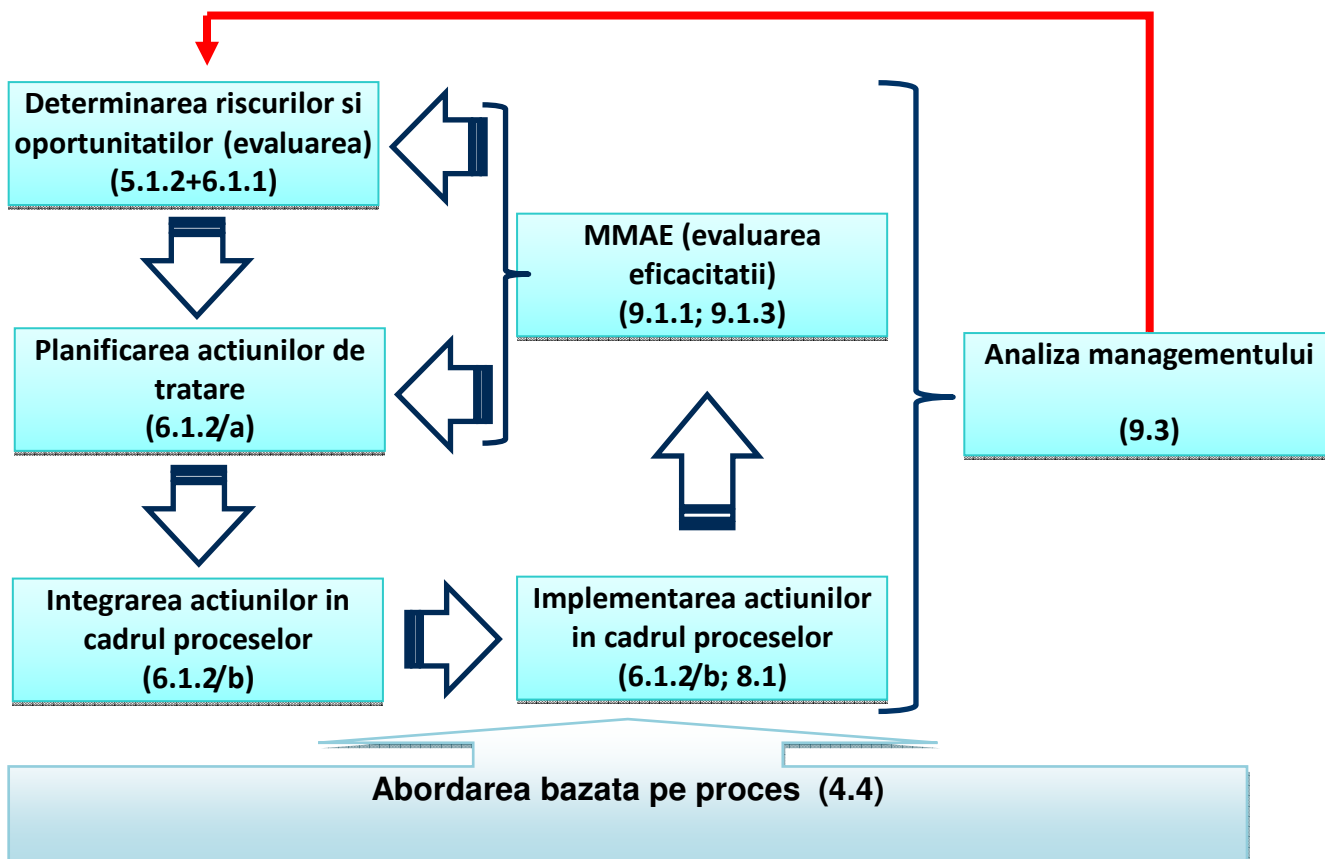 Determinarea riscurilor si
oportunitatilor (evaluarea)
(5.1.2+6.1.1)
MMAE (evaluarea
eficacitatii)
(9.1.1; 9.1.3)
Planificarea actiunilor de
tratare
(6.1.2/a)
Analiza managementului
(9.3)
Integrarea actiunilor in
cadrul proceselor
(6.1.2/b)
Implementarea actiunilor
in cadrul proceselor
(6.1.2/b; 8.1)
Abordarea bazata pe proces (4.4)